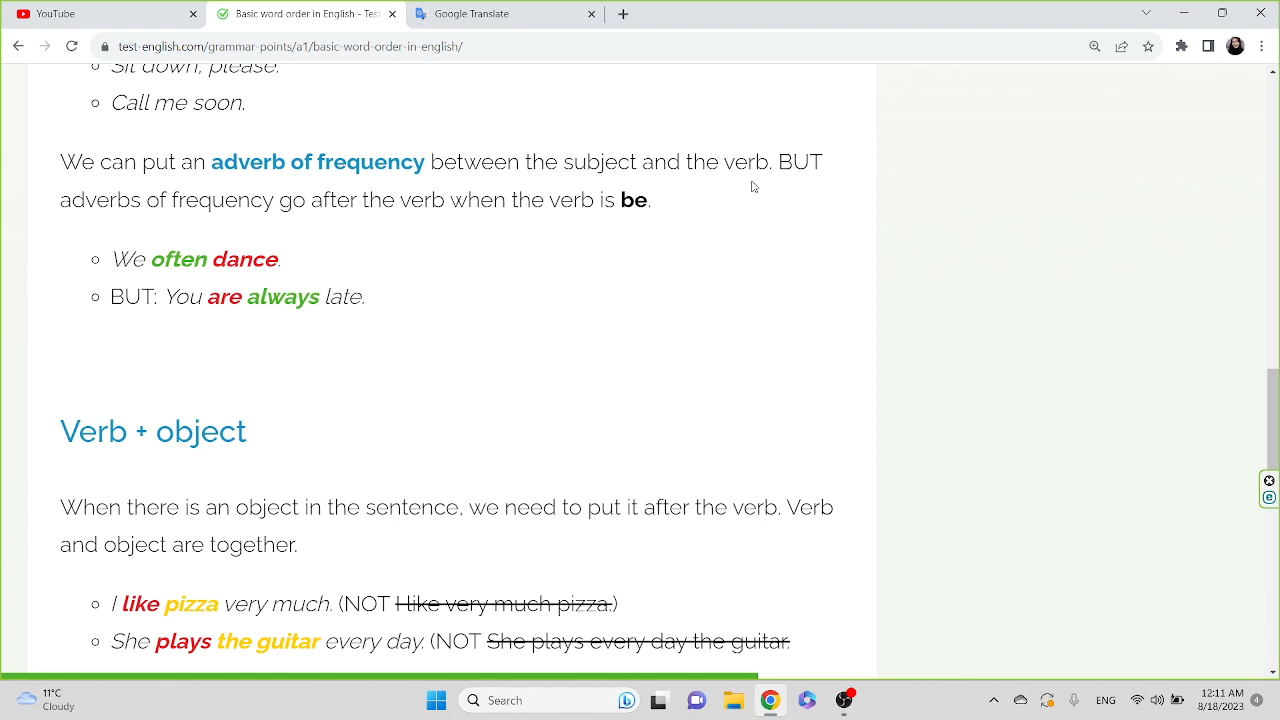 YouTube
Basic word order in English - Test
Google Translate
test-english.com/grammar-points/a1/basic-word-order-in-english/
Sit down, please.
Call me soon.
We can put an adverb of frequency between the subject and the verb. BUT
adverbs of frequency go after the verb when the verb is be.
We often dance.
BUT: You are always late.
Verb + object
When there is an object in the sentence, we need to put it after the verb. Verb
and object are together.
I like pizza very much. (NOT I like very much pizza.)
She plays the guitar every day. (NOT She plays every day the guitar.
11°C
Cloudy
Search
ENG
12:11 AM
8/18/2023
4